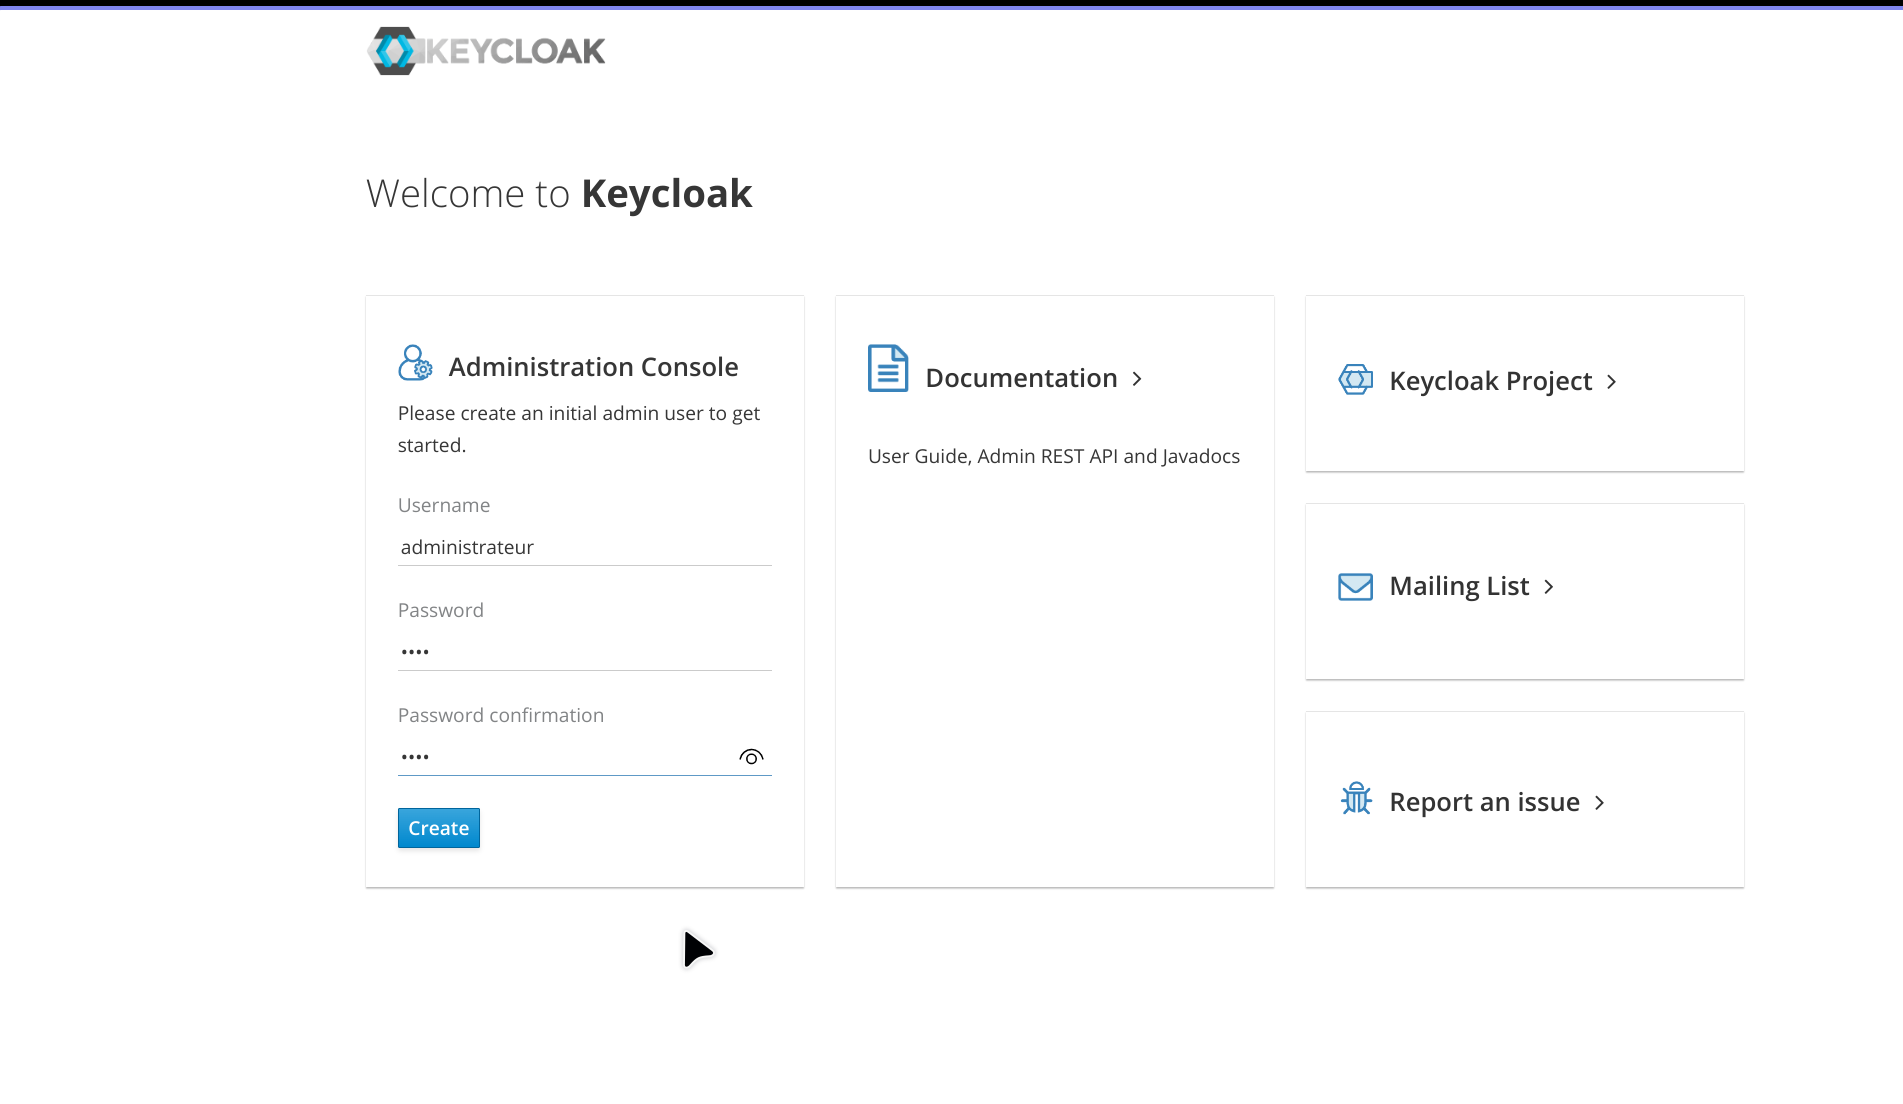 KEYCLOAK
Welcome to Keycloak
Administration Console
Please create an initial admin user to get
started.
Username
administrateur
Password
••••
Password confirmation
••••
Create
Documentation
User Guide, Admin REST API and Javadocs
Keycloak Project
Mailing List
Report an issue